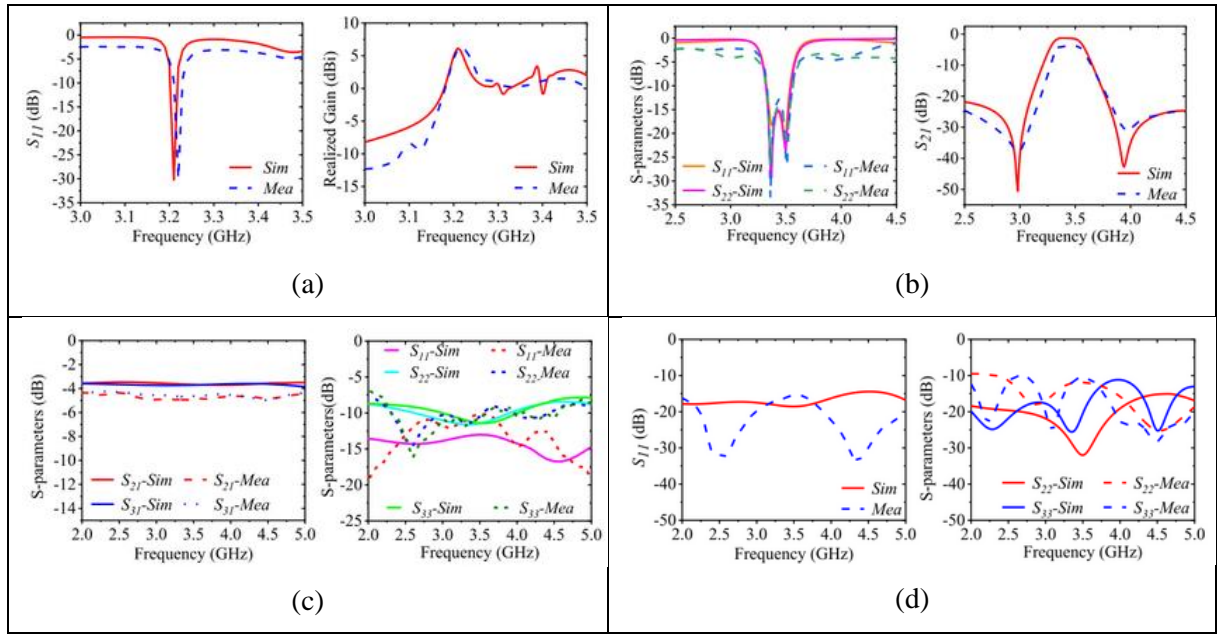 0
-5
-10
-15
-20
-25
-30
-35
S11 (dB)
Sim
Mea
3.0 3.1 3.2 3.3 3.4 3.5
Frequency (GHz)
10
5
0
-5
-10
-15
Realized Gain (dBi)
Sim
Mea
3.0 3.1 3.2 3.3 3.4 3.5
Frequency (GHz)
(a)
0
-5
-10
-15
-20
-25
-30
-35
S-parameters (dB)
S11-Sim S11-Mea
S22-Sim S22-Mea
2.5 3.0 3.5 4.0 4.5
Frequency (GHz)
0
-10
-20
-30
-40
-50
S21 (dB)
Sim
Mea
2.5 3.0 3.5 4.0 4.5
Frequency (GHz)
(b)
0
-2
-4
-6
-8
-10
-12
-14
S-parameters (dB)
S21-Sim S21-Mea
S31-Sim S31-Mea
2.0 2.5 3.0 3.5 4.0 4.5 5.0
Frequency (GHz)
0
-5
-10
-15
-20
-25
S-parameters(dB)
S11-Sim S11-Mea
S22-Sim S22-Mea
S33-Sim S33-Mea
2.0 2.5 3.0 3.5 4.0 4.5 5.0
Frequency (GHz)
(c)
0
-10
-20
-30
-40
-50
S11 (dB)
Sim
Mea
2.0 2.5 3.0 3.5 4.0 4.5 5.0
Frequency (GHz)
0
-10
-20
-30
-40
-50
S-parameters (dB)
S22-Sim S22-Mea
S33-Sim S33-Mea
2.0 2.5 3.0 3.5 4.0 4.5 5.0
Frequency (GHz)
(d)